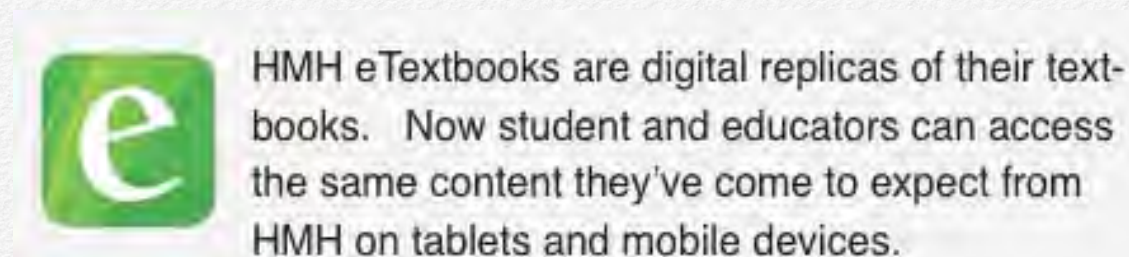 e
HMH eTextbooks are digital replicas of their text-
books. Now student and educators can access
the same content they've come to expect from
HMH on tablets and mobile devices.